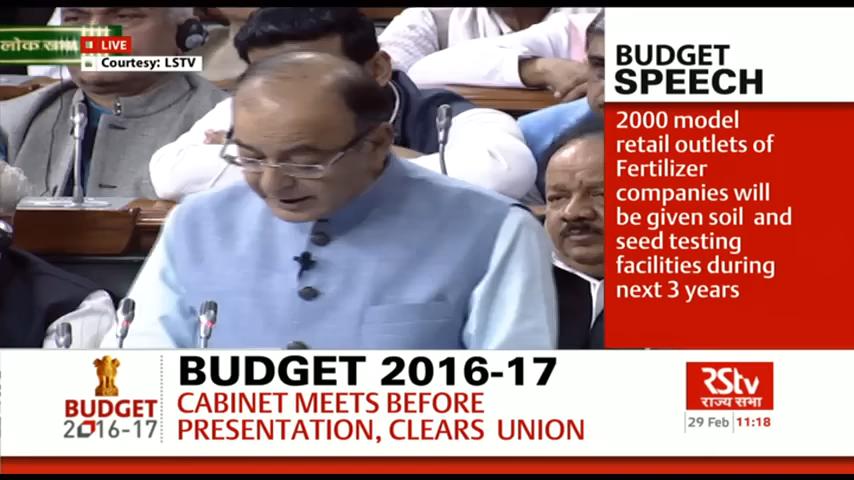 लोक सभा
LIVE
Courtesy: LSTV
BUDGET
SPEECH
2000 model
retail outlets of
Fertilizer
companies will
be given soil and
seed testing
facilities during
next 3 years
BUDGET
2016-17
BUDGET 2016-17
CABINET MEETS BEFORE
PRESENTATION, CLEARS UNION
RSTV
राज्य सभा
29 Feb 11:18